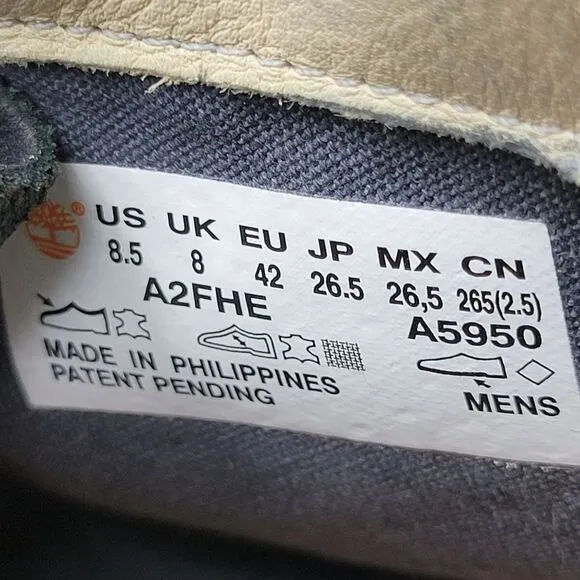 ® US UK EU JP MX CN
8.5 8 42 26.5 26,5 265(2.5)
A2FHE A5950
MADE IN PHILIPPINES
PATENT PENDING
MENS